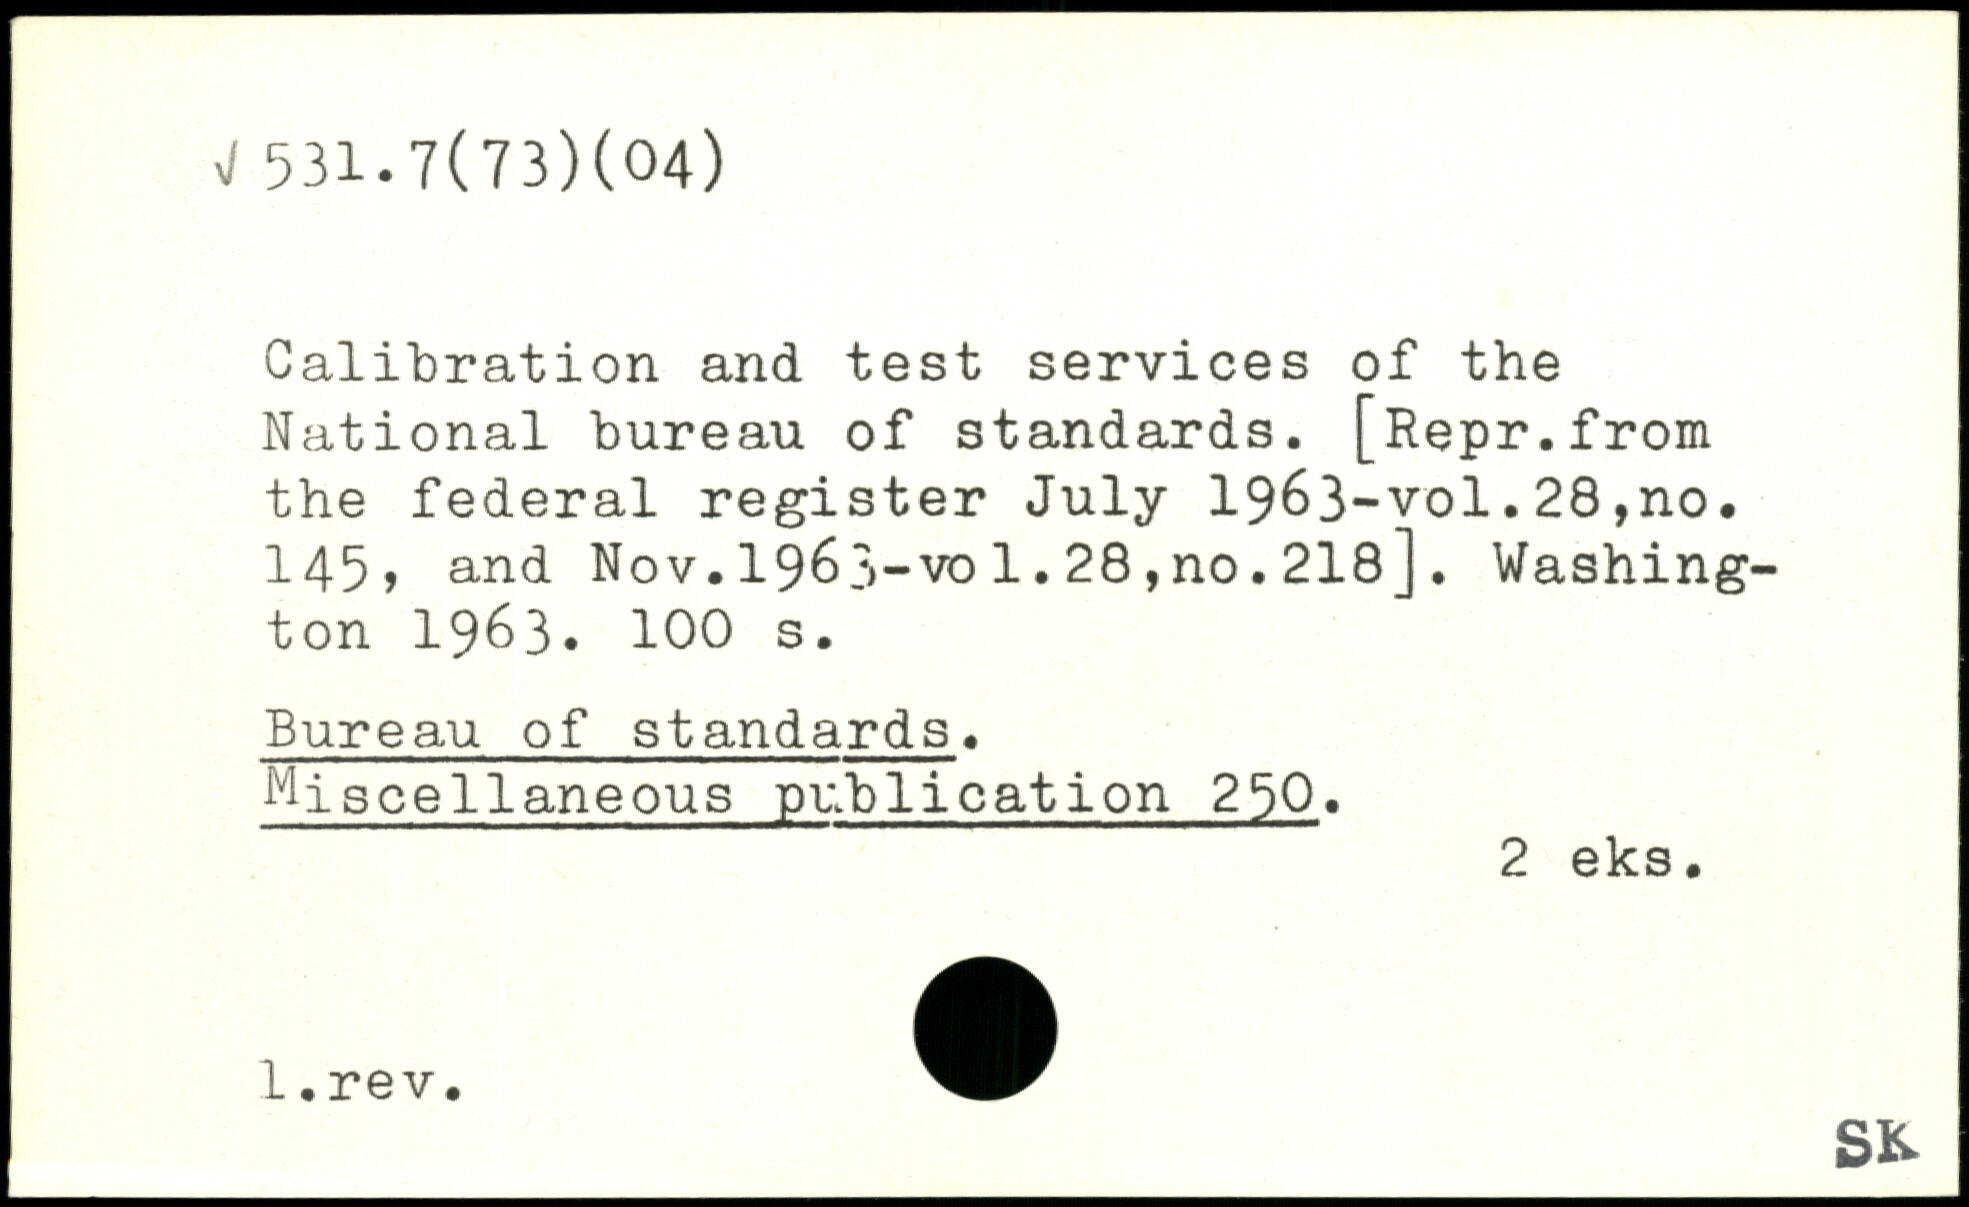 √ 531.7(73)(04)
Calibration and test services of the
National bureau of standards. [Repr.from
the federal register July 1963-vol.28,no.
145, and Nov.1963-vol.28,no.218]. Washing-
ton 1963. 100 s.
Bureau of standards.
Miscellaneous publication 250.
2 eks.
1.rev.
SK